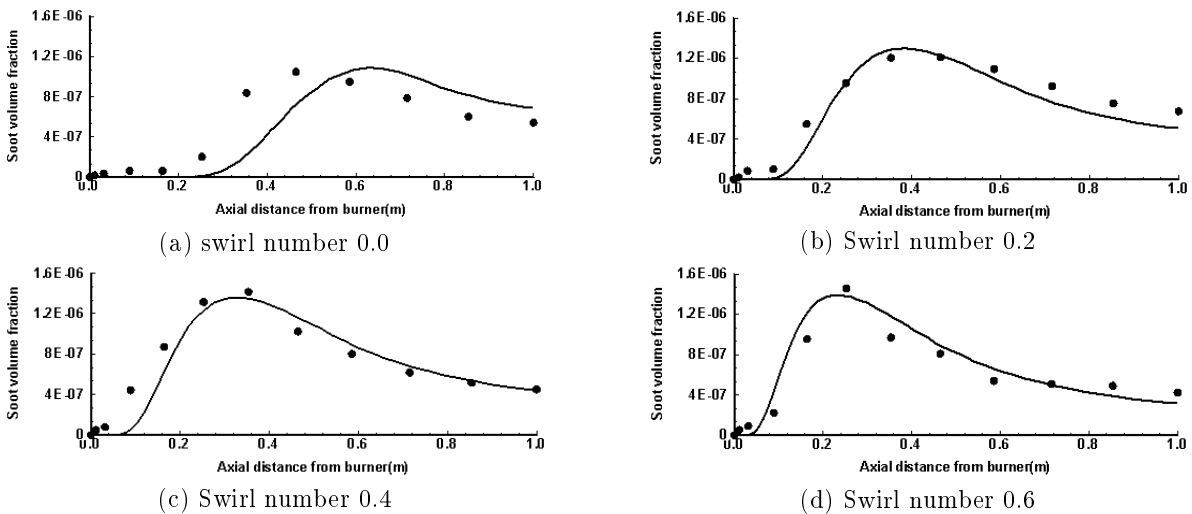 1.6E-06
1.2E-06
8E-07
4E-07
0
Soot volume fraction
0.0 0.2 0.4 0.6 0.8 1.0
Axial distance from burner(m)
(a) swirl number 0.0
1.6E-06
1.2E-06
8E-07
4E-07
0
Soot volume fraction
0.0 0.2 0.4 0.6 0.8 1.0
Axial distance from burner(m)
(b) Swirl number 0.2
1.6E-06
1.2E-06
8E-07
4E-07
0
Soot volume fraction
0.0 0.2 0.4 0.6 0.8 1.0
Axial distance from burner(m)
(c) Swirl number 0.4
1.6E-06
1.2E-06
8E-07
4E-07
0
Soot volume fraction
0.0 0.2 0.4 0.6 0.8 1.0
Axial distance from burner(m)
(d) Swirl number 0.6